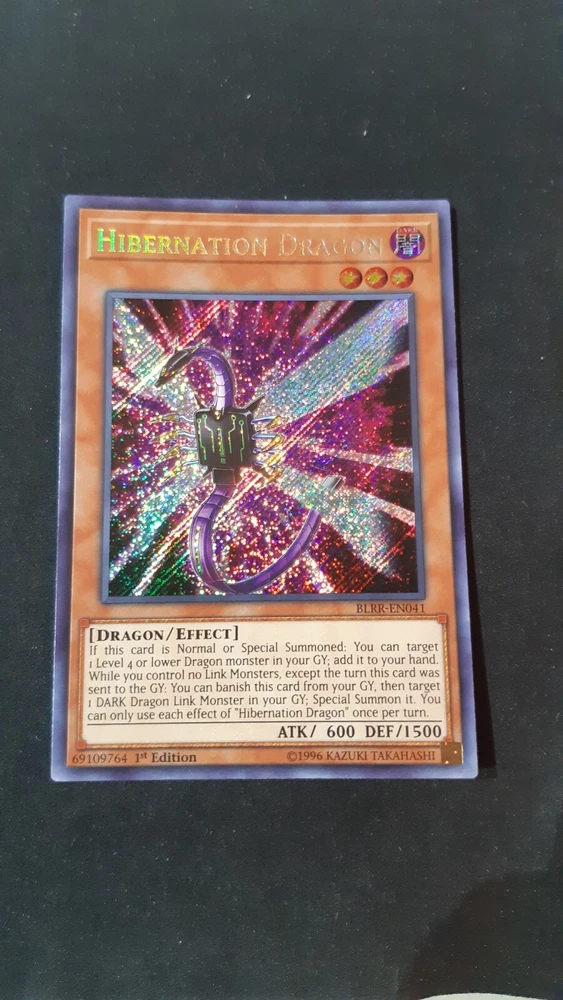 HIBERNATION DRAGON
DARK
闇
BLRR-EN041
[DRAGON/EFFECT]
If this card is Normal or Special Summoned: You can target
1 Level 4 or lower Dragon monster in your GY; add it to your hand.
While you control no Link Monsters, except the turn this card was
sent to the GY: You can banish this card from your GY, then target
1 DARK Dragon Link Monster in your GY; Special Summon it. You
can only use each effect of "Hibernation Dragon" once per turn.
ATK/ 600 DEF/1500
69109764 1st Edition ©1996 KAZUKI TAKAHASHI